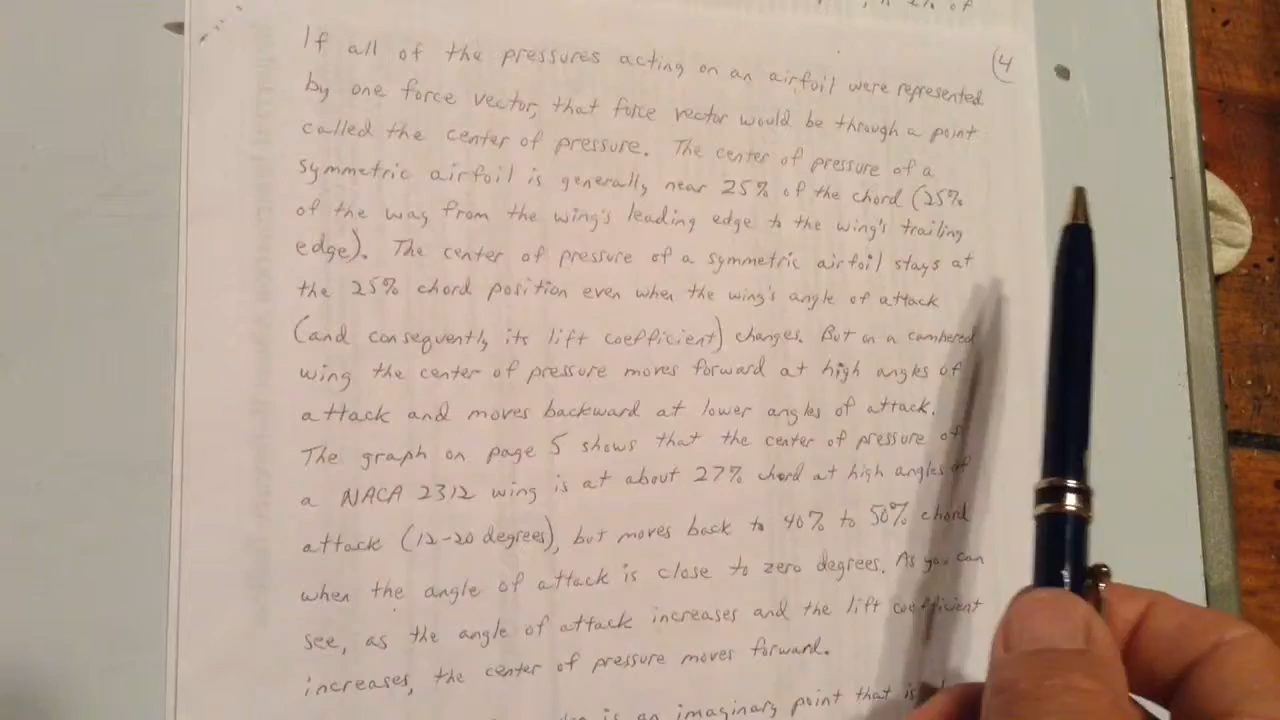 of
If all of the pressures acting on an airfoil were represented
(4
by one force vector, that force vector would be through a point
called the center of pressure. The center of pressure of a
symmetric airfoil is generally near 25% of the chord (25%
of the way from the wing's leading edge to the wing's trailing
edge). The center of pressure of a symmetric airfoil stays at
the 25% chord position even when the wing's angle of attack
(and consequently its lift coefficient) changes. But on a cambered
wing the center of pressure moves forward at high angles of
attack and moves backward at lower angles of attack.
The graph on page 5 shows that the center of pressure of
a NACA 2312 wing is at about 27% chord at high angles of
attack (12-20 degrees), but moves back to 40% to 50% chord
when the angle of attack is close to zero degrees. As you can
see, as the angle of attack increases and the lift coefficient
increases, the center of pressure moves forward.
is an imaginary point that is